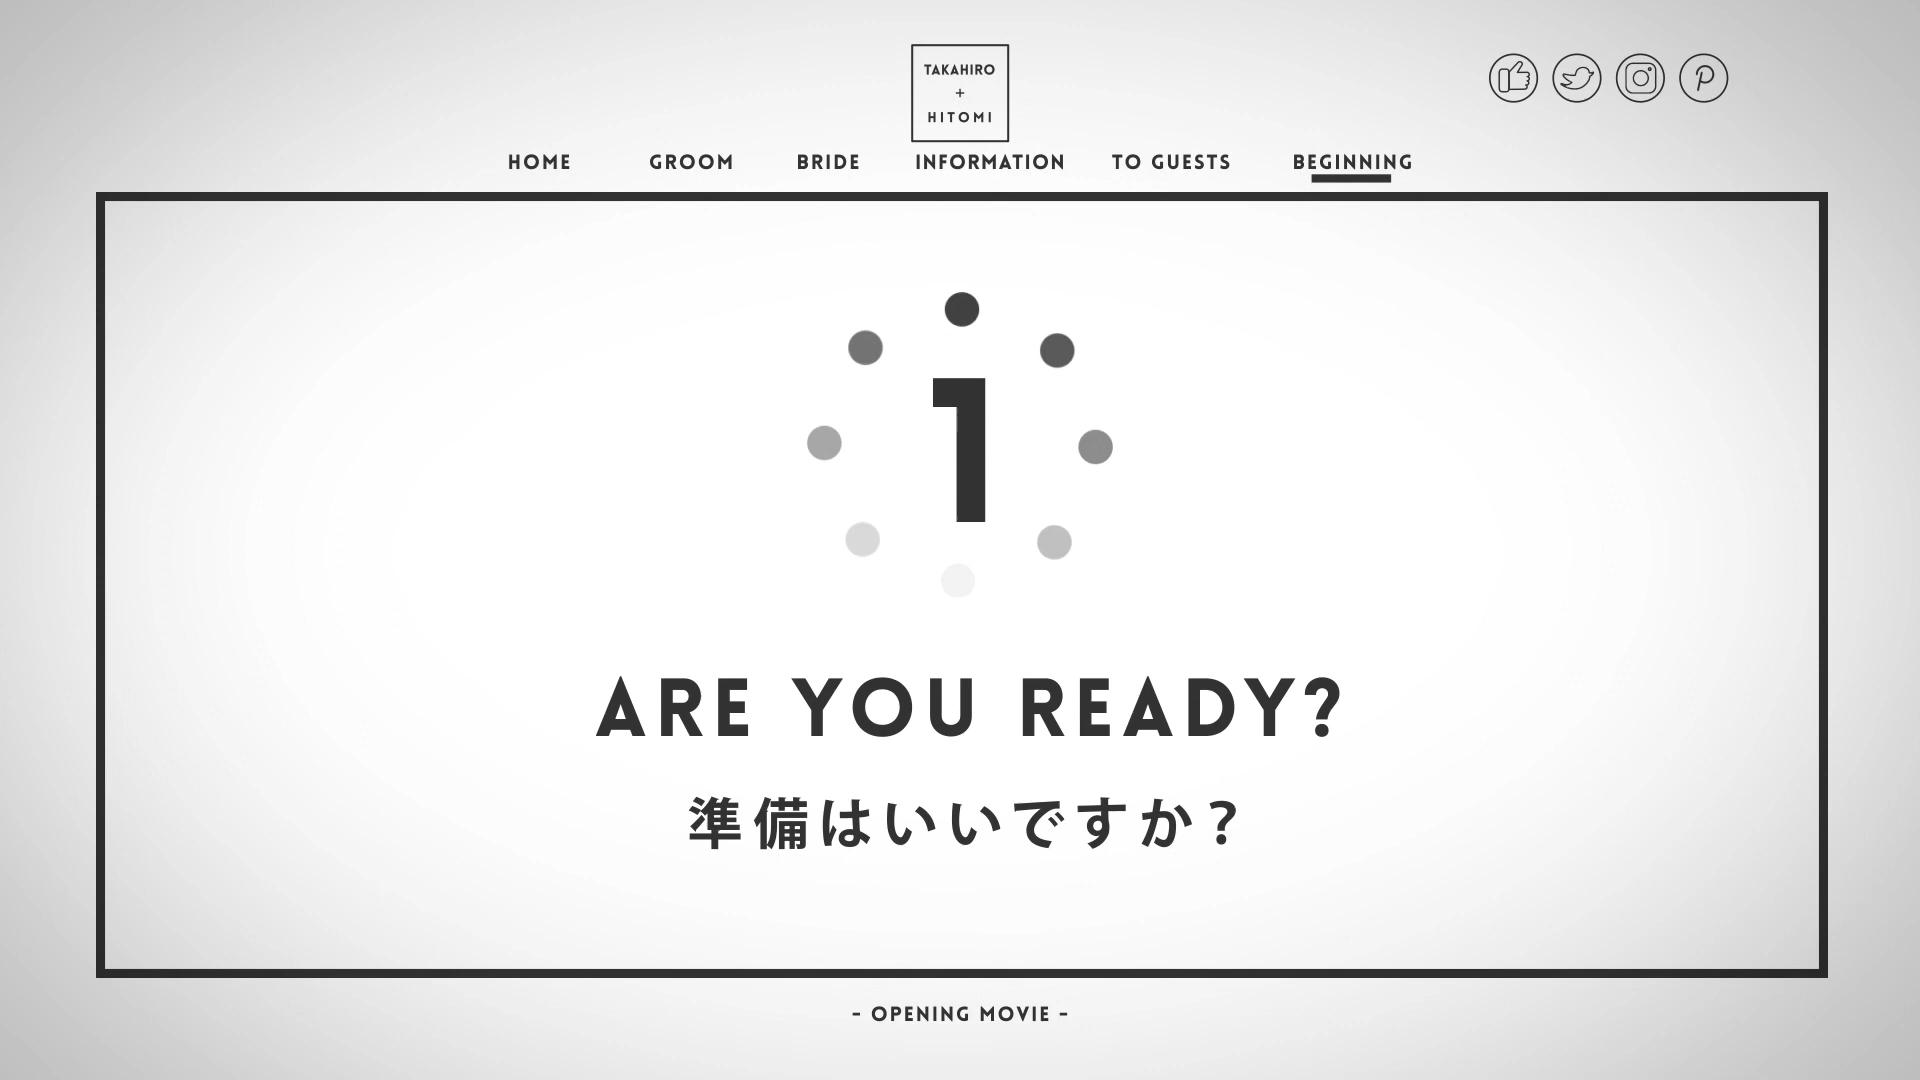 TAKAHIRO
+
HITOMI
HOME GROOM BRIDE INFORMATION TO GUESTS BEGINNING
1
ARE YOU READY?
準備はいいですか？
- OPENING MOVIE -